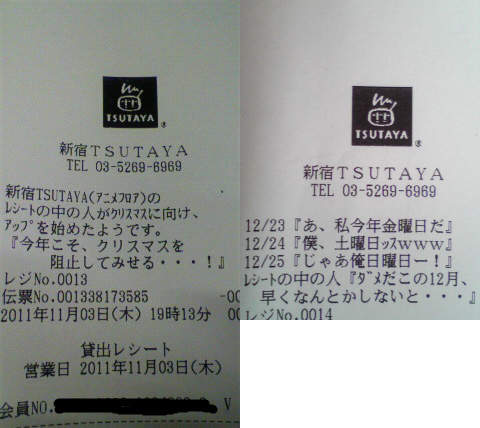 TSUTAYA
新宿TSUTAYA
TEL 03-5269-6969
新宿TSUTAYA(アニメフロア)の
レシートの中の人がクリスマスに向け、
アップを始めたようです。
『今年こそ、クリスマスを
阻止してみせる・・・!』
レジNo.0013
伝票No.001338173585 -00
2011年11月03日(木) 19時13分 00
貸出レシート
営業日 2011年11月03日(木)
会員NO. V
TSUTAYA
新宿TSUTAYA
TEL 03-5269-6969
12/23『あ、私今年金曜日だ』
12/24『僕、土曜日ッスwww』
12/25『じゃあ俺日曜日ー!』
レシートの中の人『ダメだこの12月、
早くなんとかしないと・・・』
レジNo.0014